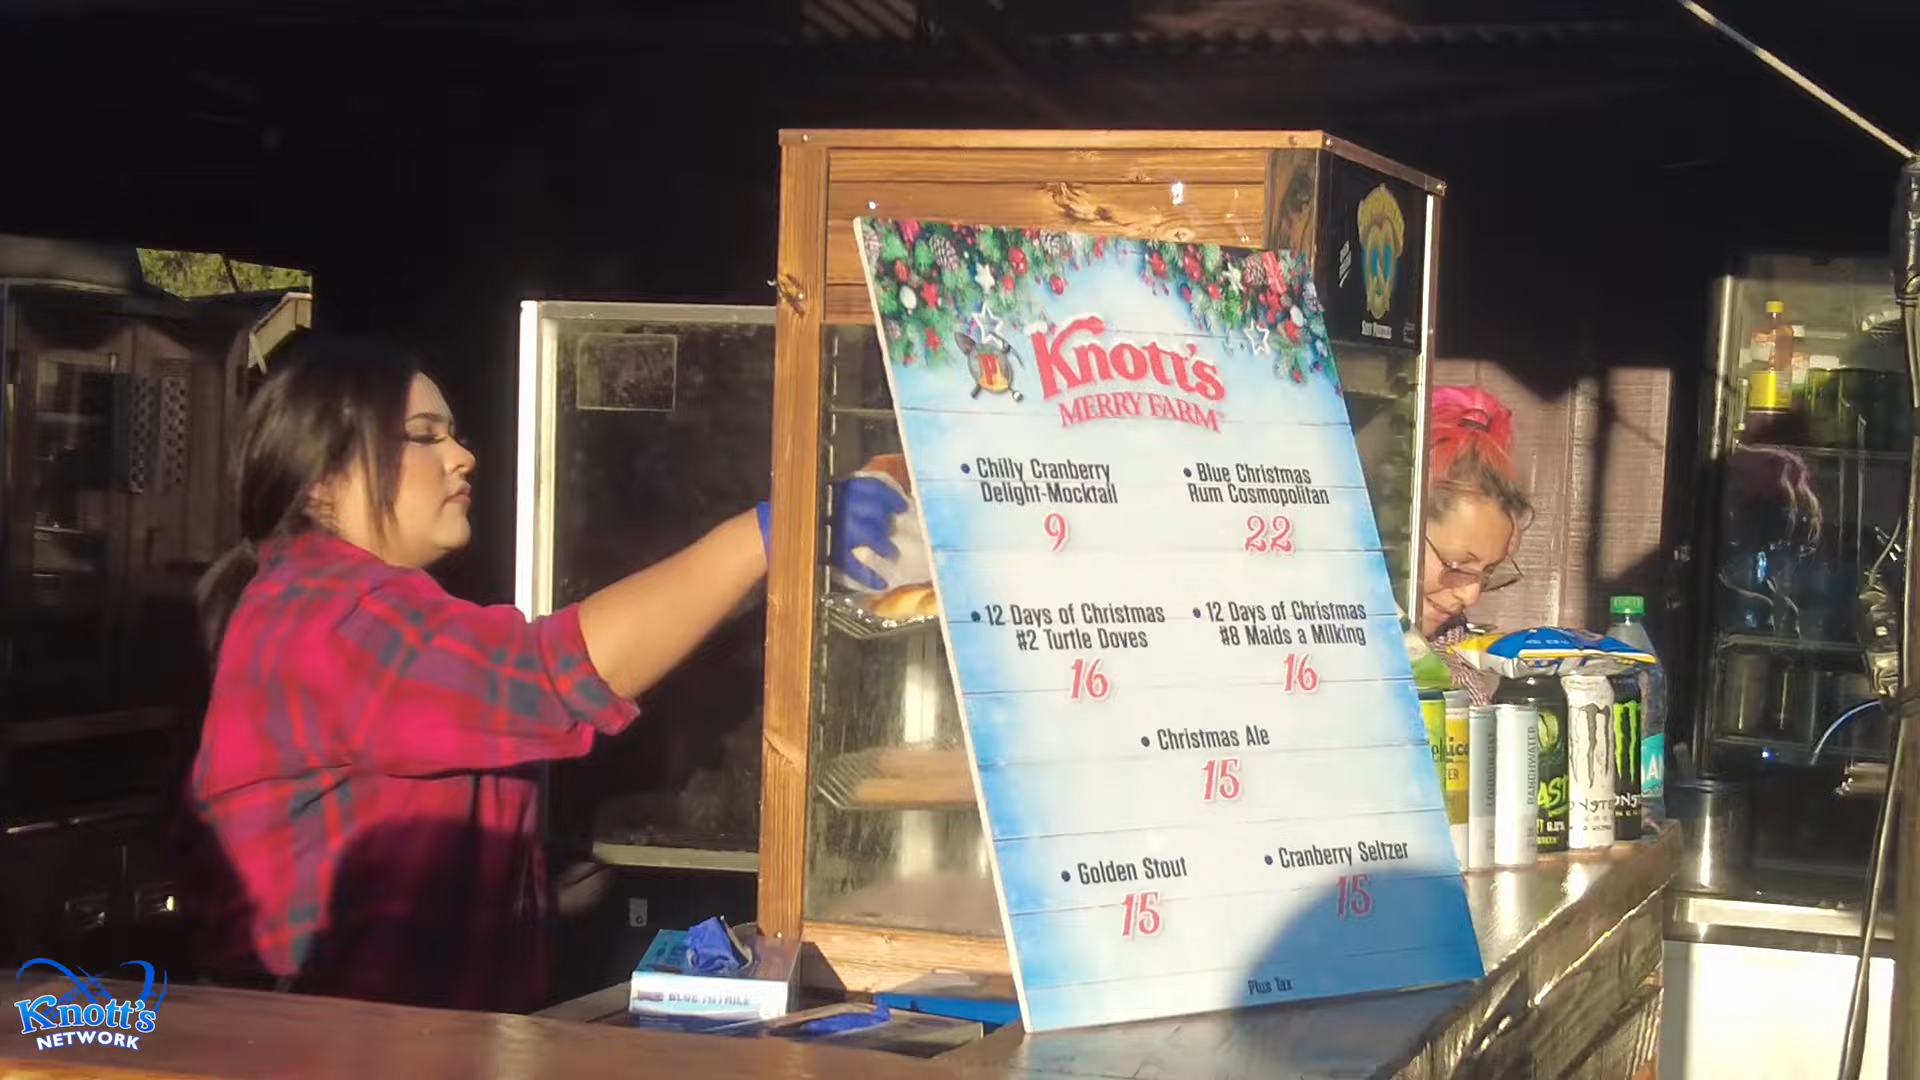 Knott's
MERRY FARM
• Chilly Cranberry
Delight-Mocktail
9
• Blue Christmas
Rum Cosmopolitan
22
• 12 Days of Christmas
#2 Turtle Doves
16
• 12 Days of Christmas
#8 Maids a Milking
16
• Christmas Ale
15
• Golden Stout
15
• Cranberry Seltzer
15
Plus Tax
BLUE NITRILE
RANCHWATER
Knott's
NETWORK